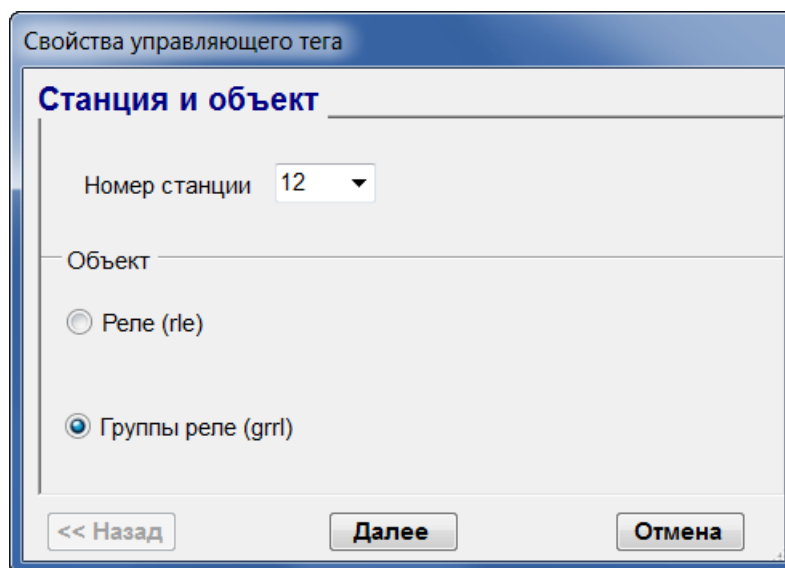 Свойства управляющего тега
Станция и объект
Номер станции 12
Объект
Реле (rle)
Группы реле (grrl)
<< Назад Далее Отмена